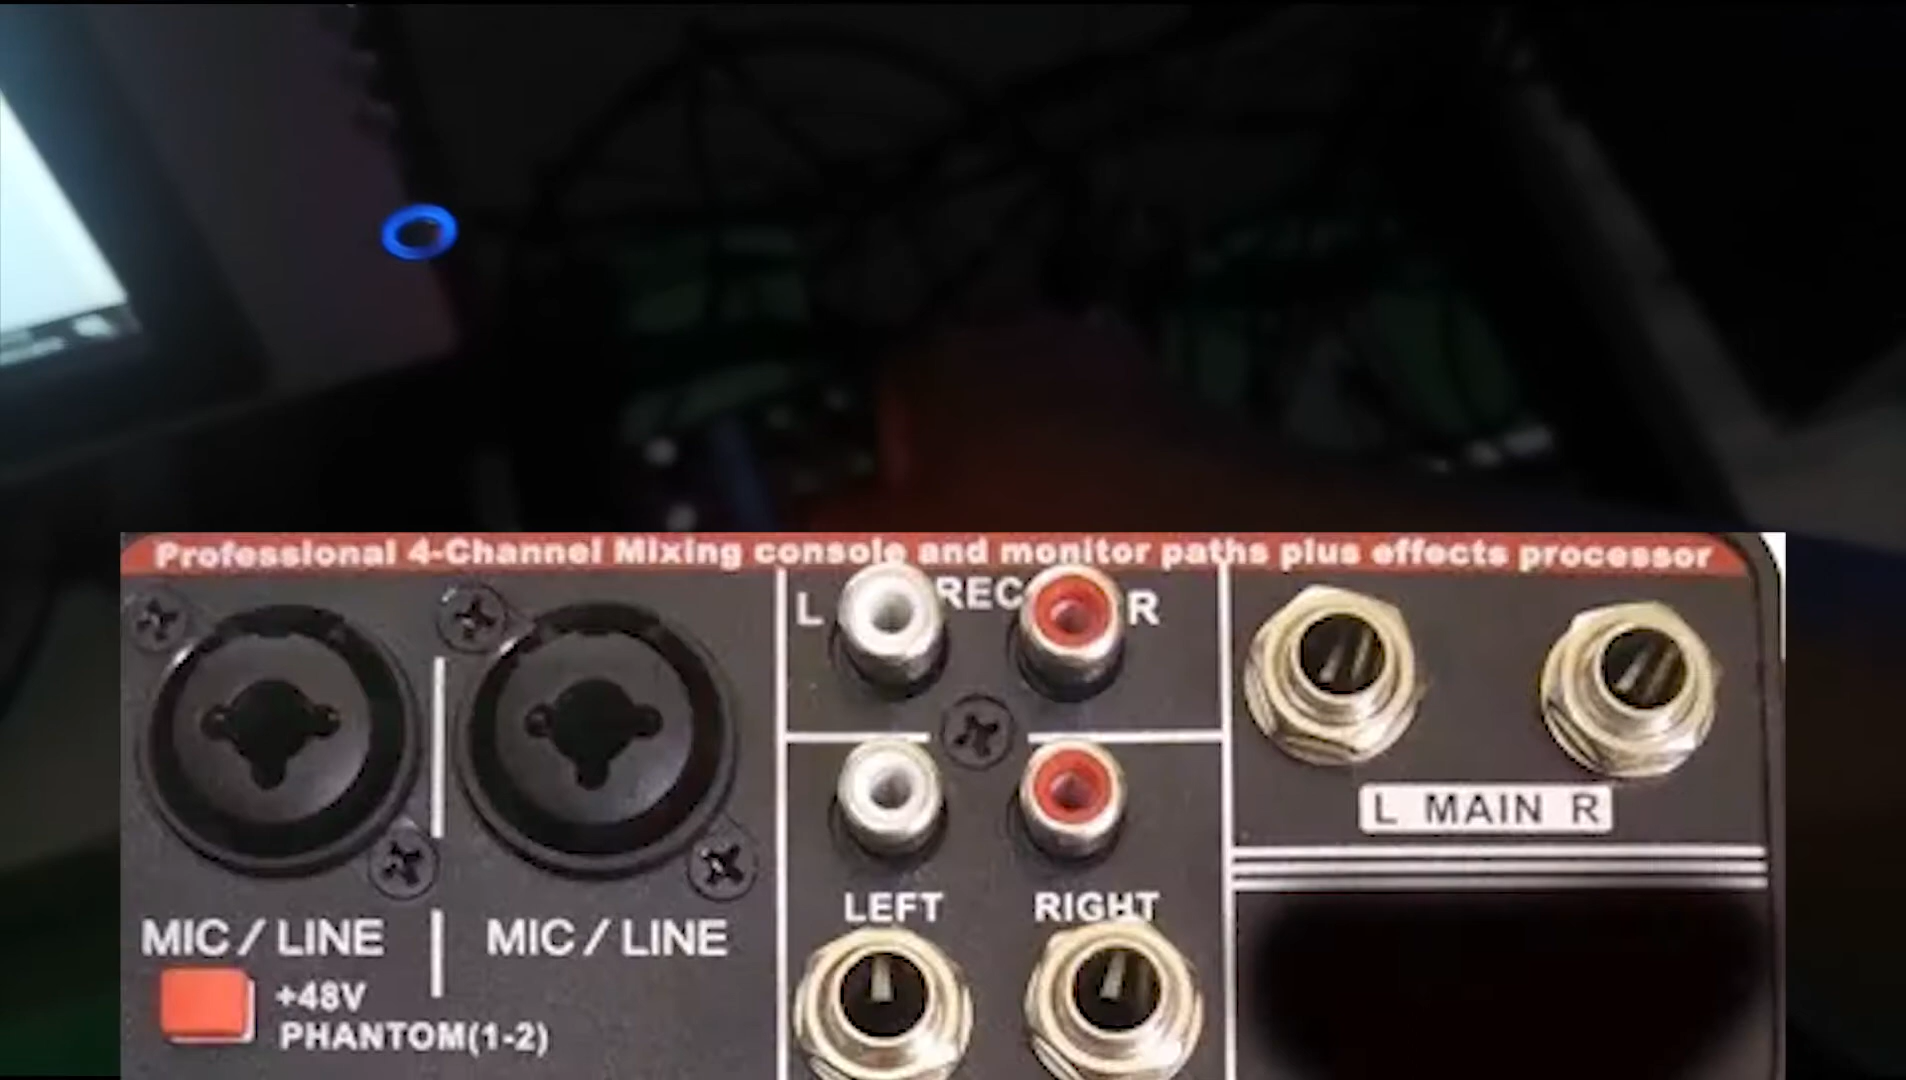 Professional 4-Channel Mixing console and monitor paths plus effects processor
L REC R
L MAIN R
LEFT RIGHT
MIC / LINE MIC / LINE
+48V
PHANTOM(1-2)